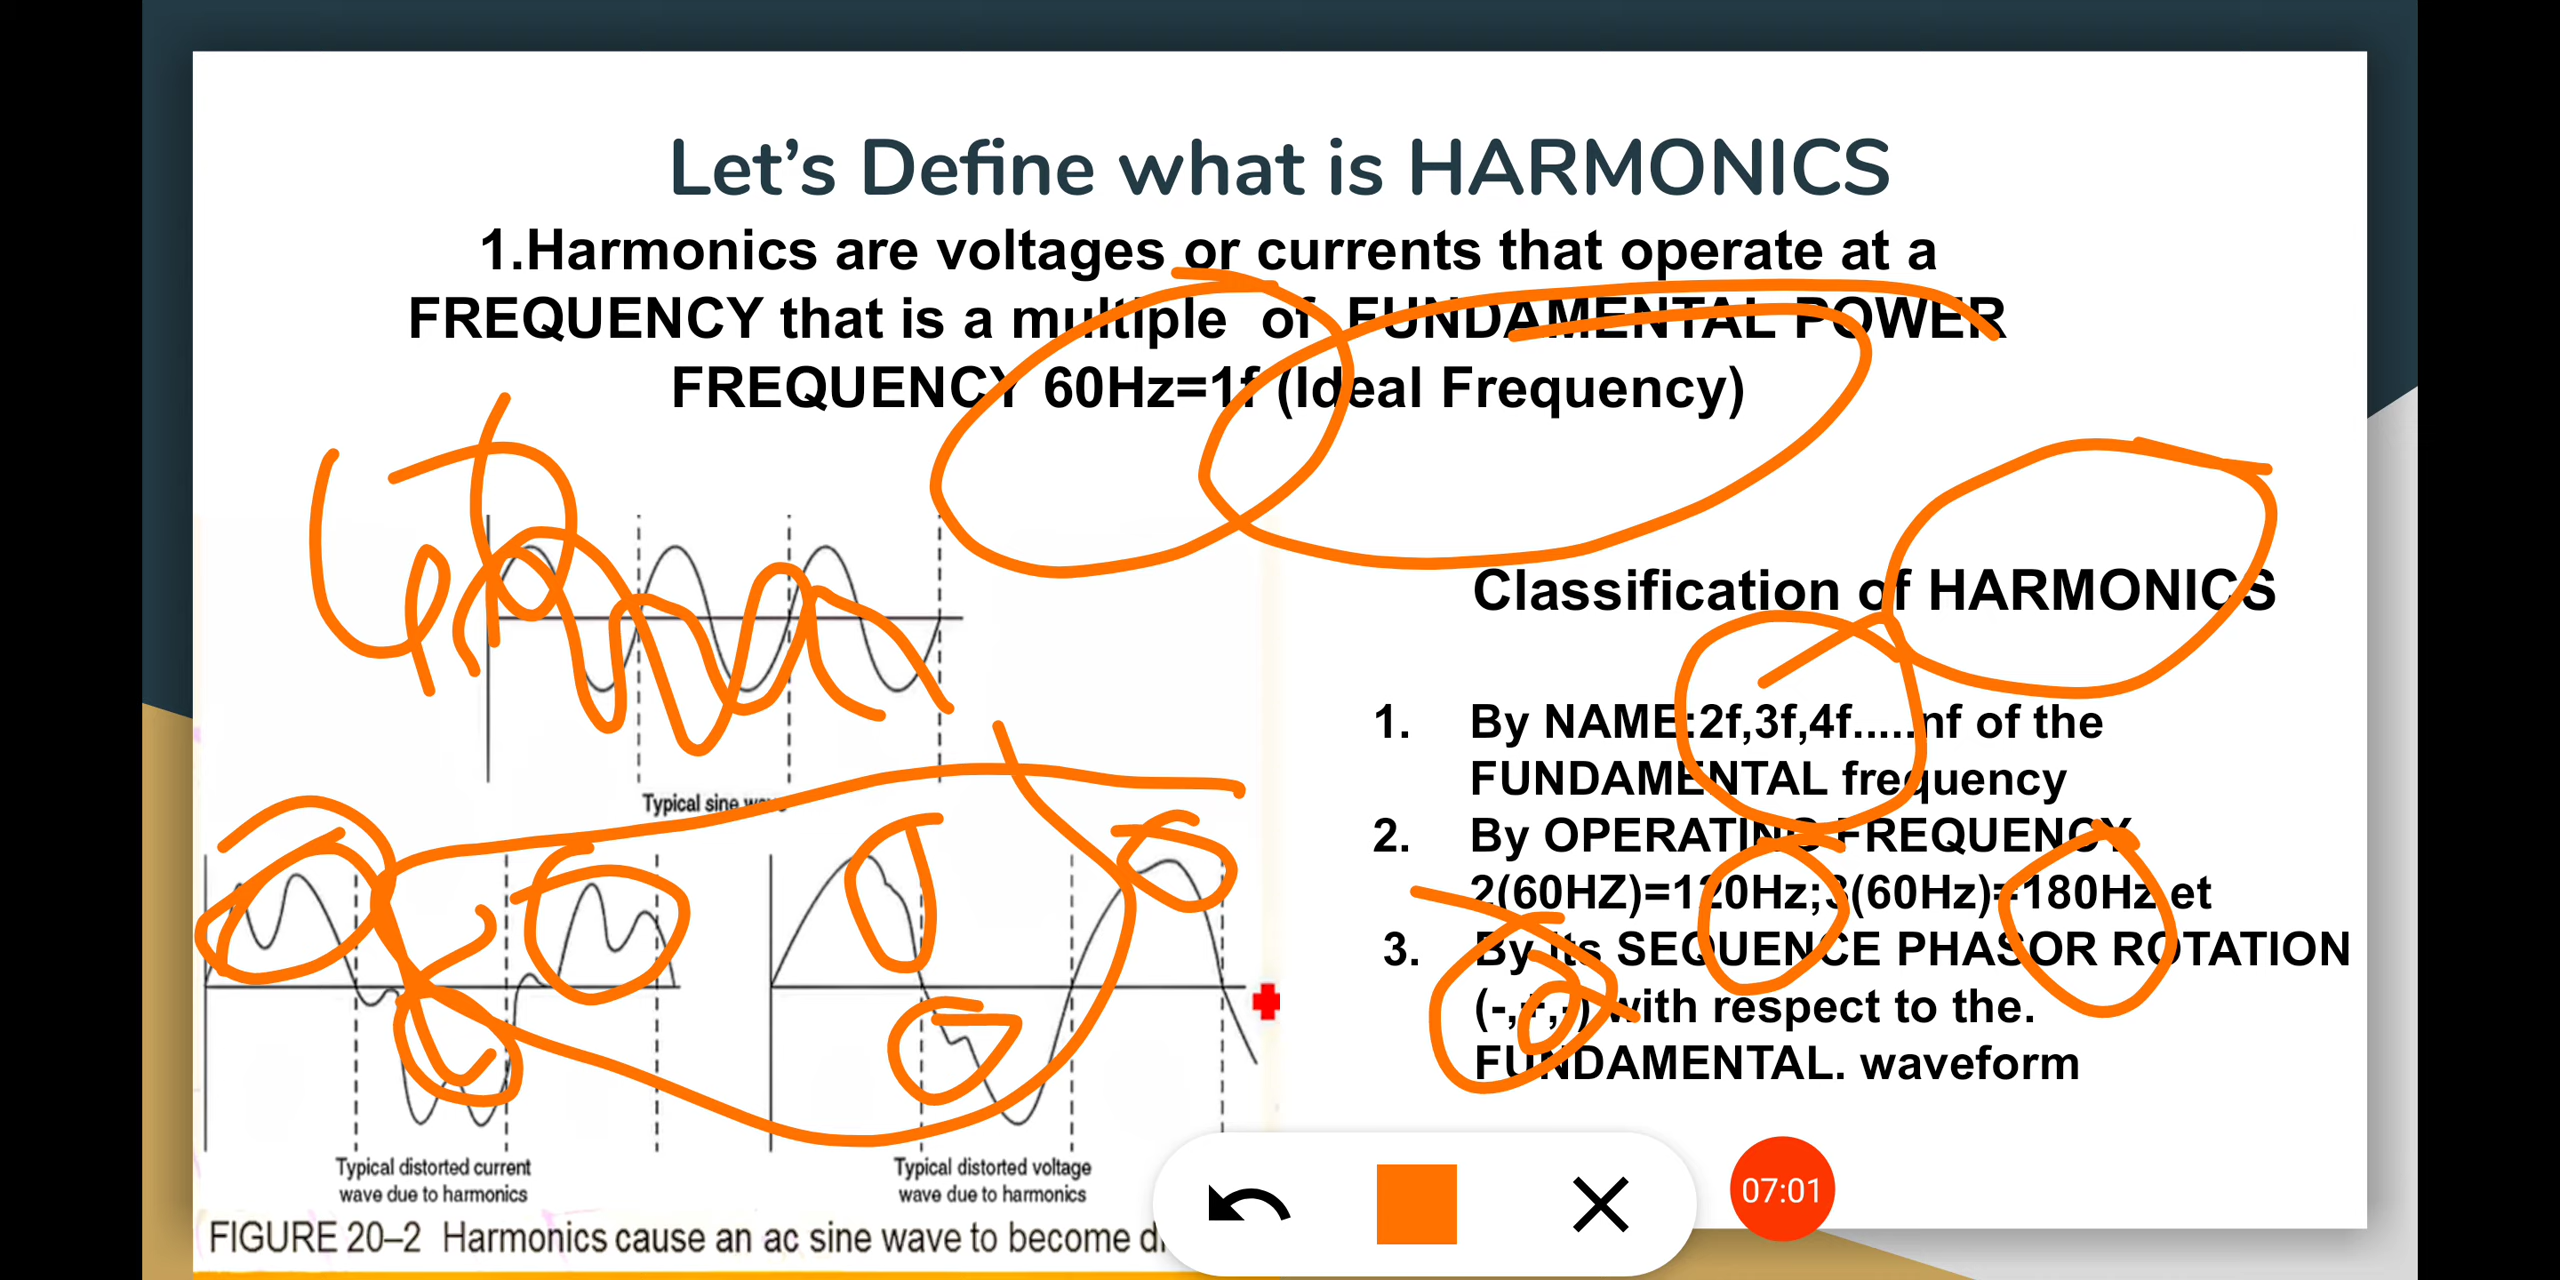 Let's Define what is HARMONICS
1.Harmonics are voltages or currents that operate at a
FREQUENCY that is a multiple of FUNDAMENTAL POWER
FREQUENCY 60Hz=1f (Ideal Frequency)
Typical sine
Classification of HARMONICS
1. By NAME:2f,3f,4f.....nf of the
FUNDAMENTAL frequency
2. By OPERATING FREQUENCY
2(60HZ)=120Hz;3(60Hz)=180Hz,et
3. By its SEQUENCE PHASOR ROTATION
(-,+,-) with respect to the.
FUNDAMENTAL. waveform
Typical distorted current
wave due to harmonics
Typical distorted voltage
wave due to harmonics
FIGURE 20–2 Harmonics cause an ac sine wave to become
07:01